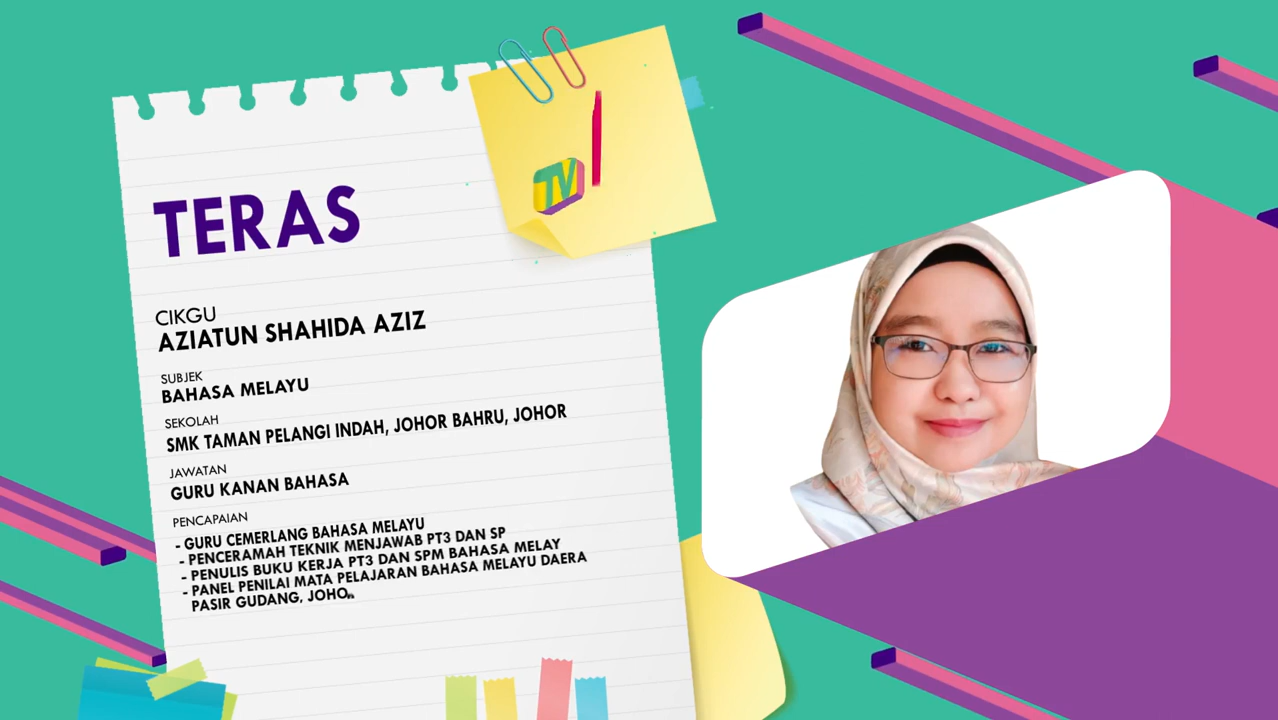 TV
TERAS
CIKGU
AZIATUN SHAHIDA AZIZ
SUBJEK
BAHASA MELAYU
SEKOLAH
SMK TAMAN PELANGI INDAH, JOHOR BAHRU, JOHOR
JAWATAN
GURU KANAN BAHASA
PENCAPAIAN
- GURU CEMERLANG BAHASA MELAYU
- PENCERAMAH TEKNIK MENJAWAB PT3 DAN SP
- PENULIS BUKU KERJA PT3 DAN SPM BAHASA MELAY
- PANEL PENILAI MATA PELAJARAN BAHASA MELAYU DAERA
PASIR GUDANG, JOHO